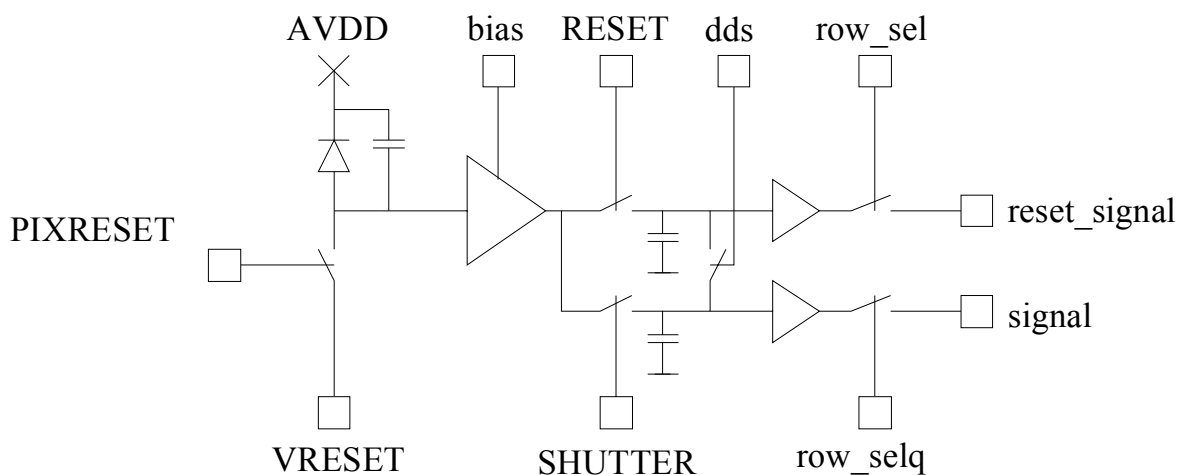 AVDD
bias
RESET
dds
row_sel
PIXRESET
reset_signal
signal
VRESET
SHUTTER
row_selq